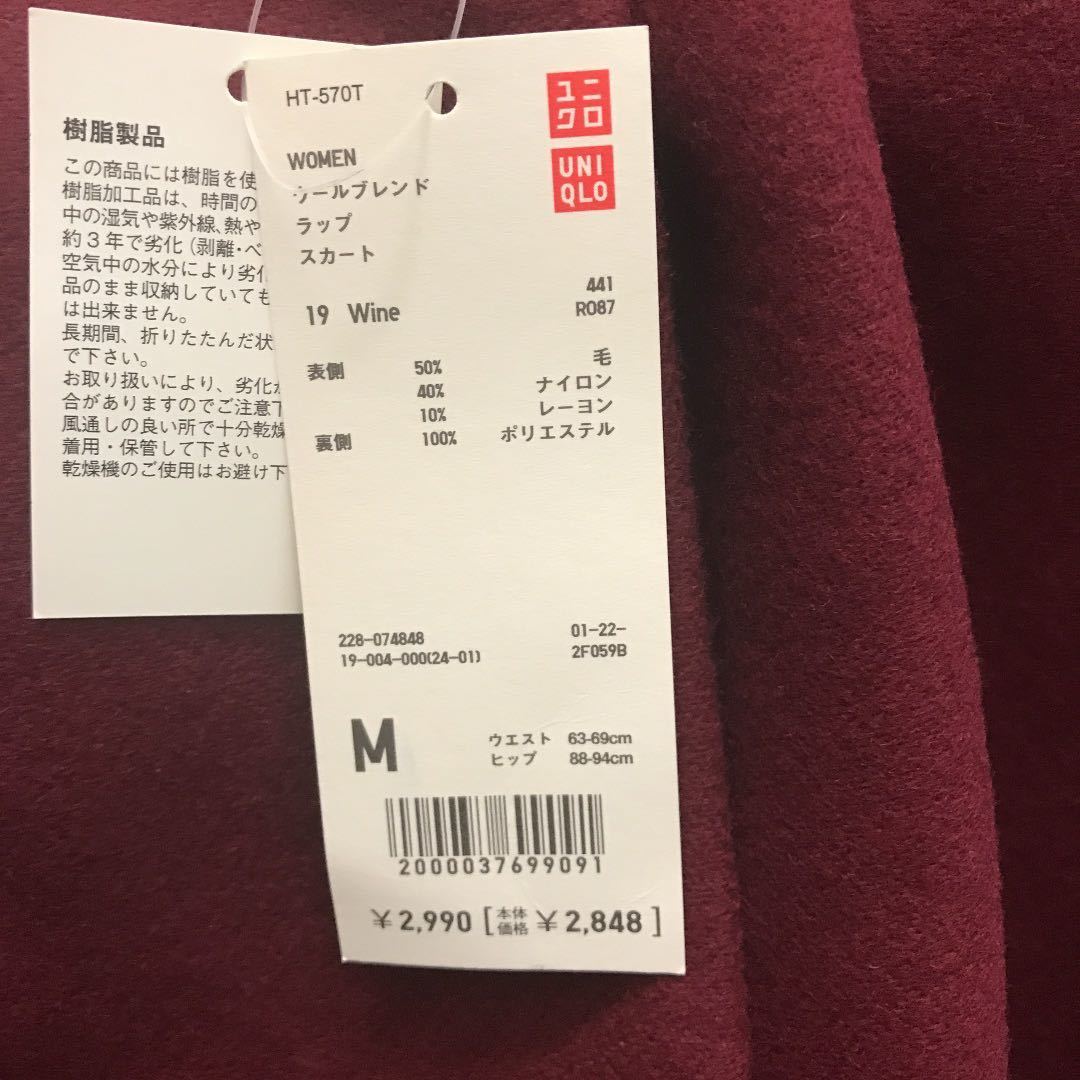 樹脂製品
この商品には樹脂を使
樹脂加工品は、時間の
中の湿気や紫外線､熱や
約3年で劣化(剥離・ベ
空気中の水分により劣化
品のまま収納していても
は出来ません。
長期間、折りたたんだ状
で下さい。
お取り扱いにより、劣化が
合がありますのでご注意下
風通しの良い所で十分乾燥
着用・保管して下さい。
乾燥機のご使用はお避け下
HT-570T
ユニ
クロ
UNI
QLO
WOMEN
ウールブレンド
ラップ
スカート
441
19 Wine R087
表側 50% 毛
40% ナイロン
10% レーヨン
裏側 100% ポリエステル
228-074848 01-22-
19-004-000(24-01) 2F059B
M ウエスト 63-69cm
ヒップ 88-94cm
2000037699091
¥2,990 [本体価格 ¥2,848]